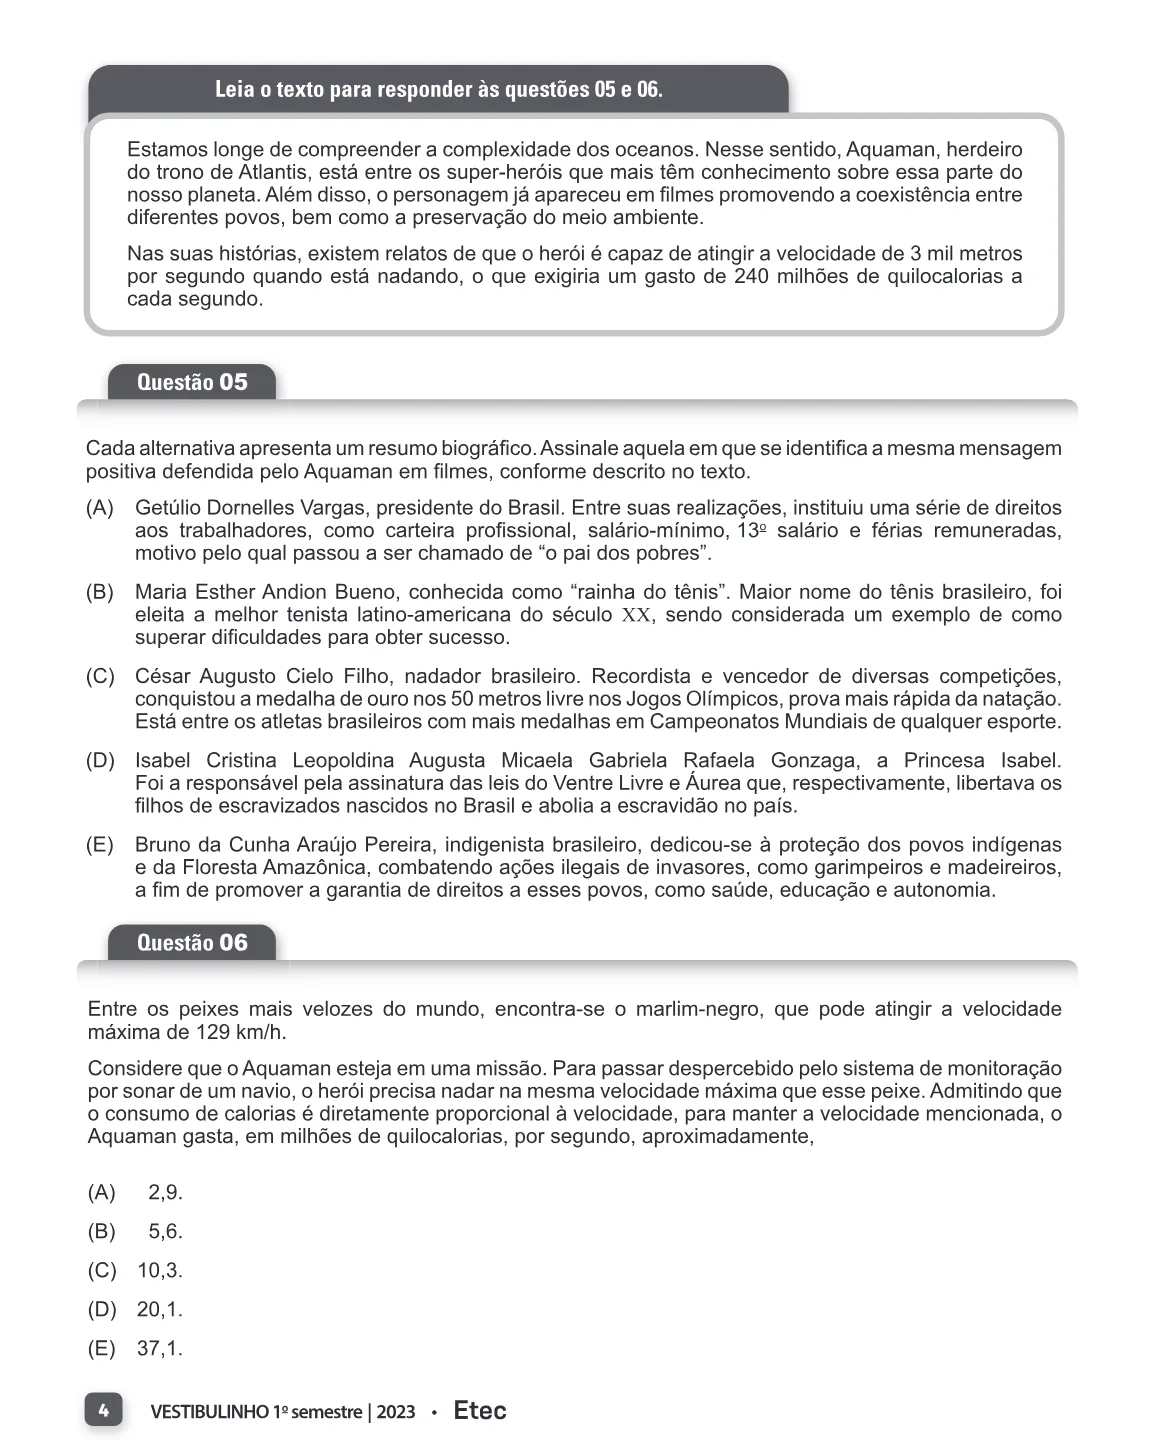 Leia o texto para responder às questões 05 e 06.
Estamos longe de compreender a complexidade dos oceanos. Nesse sentido, Aquaman, herdeiro
do trono de Atlantis, está entre os super-heróis que mais têm conhecimento sobre essa parte do
nosso planeta. Além disso, o personagem já apareceu em filmes promovendo a coexistência entre
diferentes povos, bem como a preservação do meio ambiente.
Nas suas histórias, existem relatos de que o herói é capaz de atingir a velocidade de 3 mil metros
por segundo quando está nadando, o que exigiria um gasto de 240 milhões de quilocalorias a
cada segundo.
Questão 05
Cada alternativa apresenta um resumo biográfico. Assinale aquela em que se identifica a mesma mensagem
positiva defendida pelo Aquaman em filmes, conforme descrito no texto.
(A) Getúlio Dornelles Vargas, presidente do Brasil. Entre suas realizações, instituiu uma série de direitos
aos trabalhadores, como carteira profissional, salário-mínimo, 13º salário e férias remuneradas,
motivo pelo qual passou a ser chamado de “o pai dos pobres”.
(B) Maria Esther Andion Bueno, conhecida como “rainha do tênis”. Maior nome do tênis brasileiro, foi
eleita a melhor tenista latino-americana do século XX, sendo considerada um exemplo de como
superar dificuldades para obter sucesso.
(C) César Augusto Cielo Filho, nadador brasileiro. Recordista e vencedor de diversas competições,
conquistou a medalha de ouro nos 50 metros livre nos Jogos Olímpicos, prova mais rápida da natação.
Está entre os atletas brasileiros com mais medalhas em Campeonatos Mundiais de qualquer esporte.
(D) Isabel Cristina Leopoldina Augusta Micaela Gabriela Rafaela Gonzaga, a Princesa Isabel.
Foi a responsável pela assinatura das leis do Ventre Livre e Áurea que, respectivamente, libertava os
filhos de escravizados nascidos no Brasil e abolia a escravidão no país.
(E) Bruno da Cunha Araújo Pereira, indigenista brasileiro, dedicou-se à proteção dos povos indígenas
e da Floresta Amazônica, combatendo ações ilegais de invasores, como garimpeiros e madeireiros,
a fim de promover a garantia de direitos a esses povos, como saúde, educação e autonomia.
Questão 06
Entre os peixes mais velozes do mundo, encontra-se o marlim-negro, que pode atingir a velocidade
máxima de 129 km/h.
Considere que o Aquaman esteja em uma missão. Para passar despercebido pelo sistema de monitoração
por sonar de um navio, o herói precisa nadar na mesma velocidade máxima que esse peixe. Admitindo que
o consumo de calorias é diretamente proporcional à velocidade, para manter a velocidade mencionada, o
Aquaman gasta, em milhões de quilocalorias, por segundo, aproximadamente,
(A) 2,9.
(B) 5,6.
(C) 10,3.
(D) 20,1.
(E) 37,1.
4 VESTIBULINHO 1º semestre | 2023 • Etec